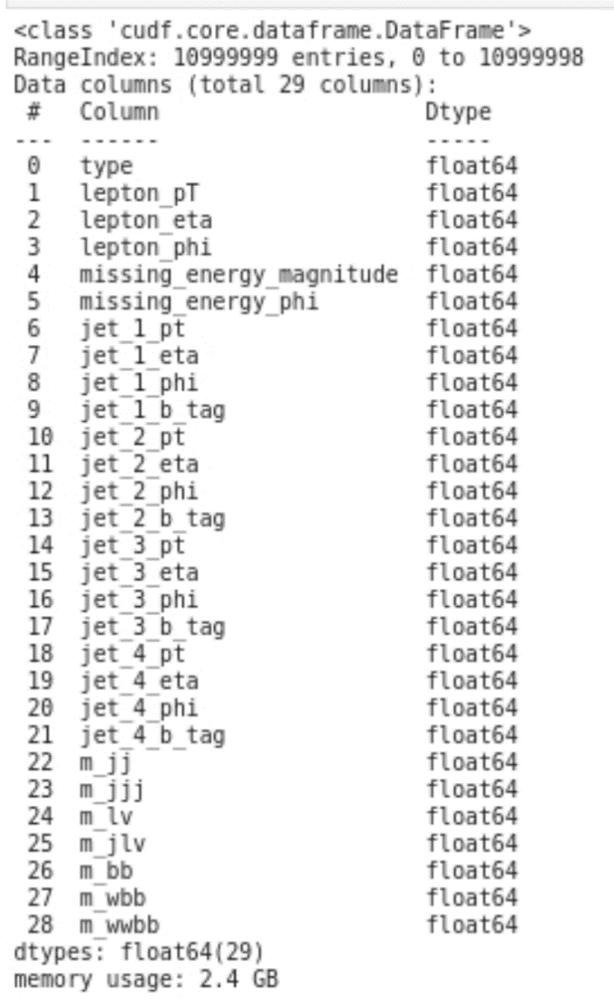 <class 'cudf.core.dataframe.DataFrame'>
RangeIndex: 10999999 entries, 0 to 10999998
Data columns (total 29 columns):
 #   Column                    Dtype
---  ------                    -----
 0   type                      float64
 1   lepton_pT                 float64
 2   lepton_eta                float64
 3   lepton_phi                float64
 4   missing_energy_magnitude  float64
 5   missing_energy_phi        float64
 6   jet_1_pt                  float64
 7   jet_1_eta                 float64
 8   jet_1_phi                 float64
 9   jet_1_b_tag               float64
 10  jet_2_pt                  float64
 11  jet_2_eta                 float64
 12  jet_2_phi                 float64
 13  jet_2_b_tag               float64
 14  jet_3_pt                  float64
 15  jet_3_eta                 float64
 16  jet_3_phi                 float64
 17  jet_3_b_tag               float64
 18  jet_4_pt                  float64
 19  jet_4_eta                 float64
 20  jet_4_phi                 float64
 21  jet_4_b_tag               float64
 22  m_jj                      float64
 23  m_jjj                     float64
 24  m_lv                      float64
 25  m_jlv                     float64
 26  m_bb                      float64
 27  m_wbb                     float64
 28  m_wwbb                    float64
dtypes: float64(29)
memory usage: 2.4 GB